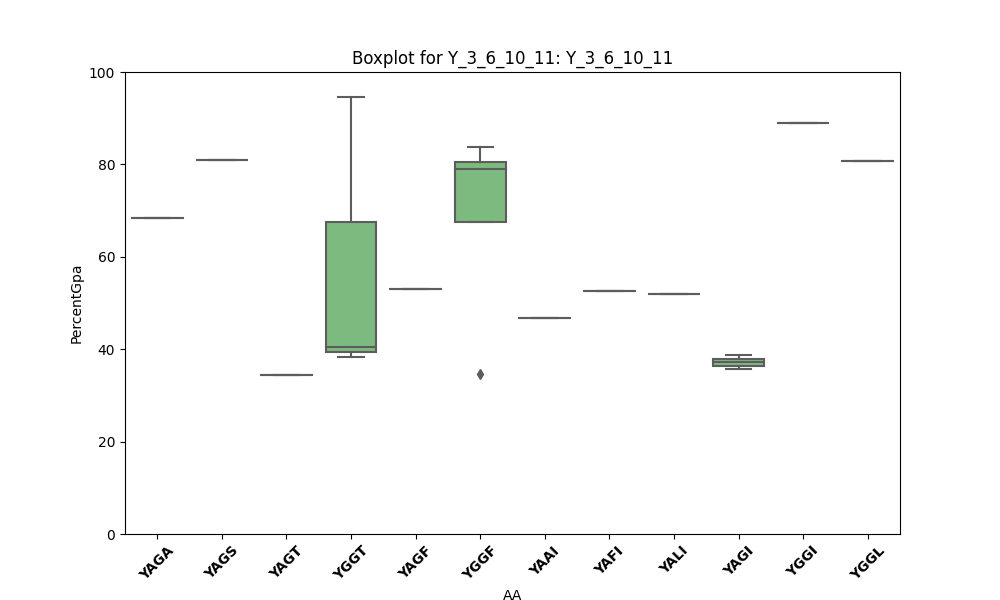 Boxplot for Y_3_6_10_11: Y_3_6_10_11
100
80
60
40
20
0
PercentGpa
YAGA
YAGS
YAGT
YGGT
YAGF
YGGF
YAAI
YAFI
YALI
YAGI
YGGI
YGGL
AA